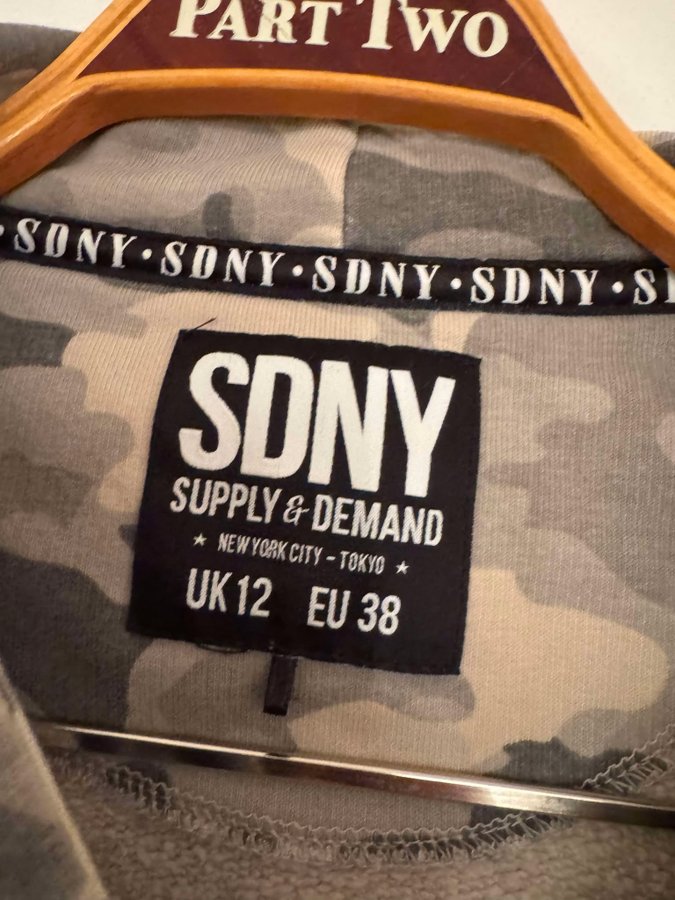 PART TWO
·SDNY·SDNY·SDNY·SDNY·S
SDNY
SUPPLY & DEMAND
★ NEW YORK CITY - TOKYO ★
UK 12 EU 38